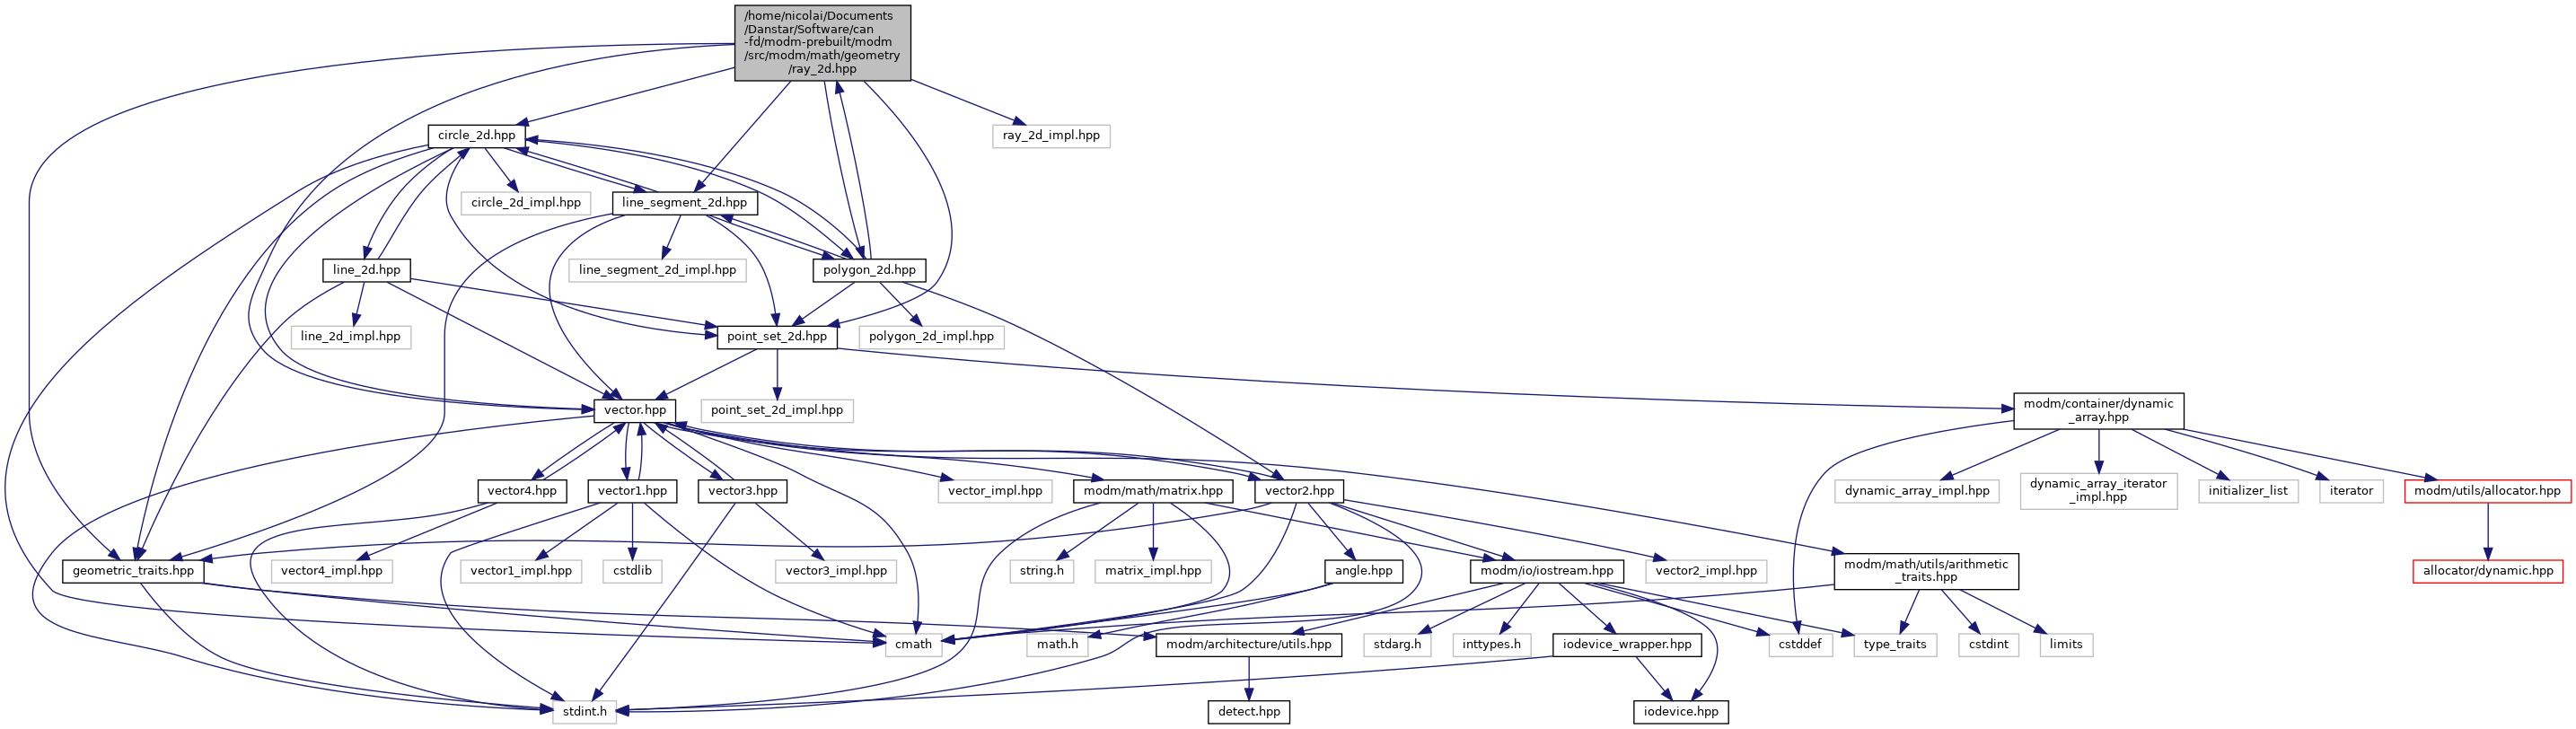 /home/nicolai/Documents
/Danstar/Software/can
-fd/modm-prebuilt/modm
/src/modm/math/geometry
/ray_2d.hpp
circle_2d.hpp
ray_2d_impl.hpp
circle_2d_impl.hpp
line_segment_2d.hpp
line_2d.hpp
line_segment_2d_impl.hpp
polygon_2d.hpp
line_2d_impl.hpp
point_set_2d.hpp
polygon_2d_impl.hpp
vector.hpp
point_set_2d_impl.hpp
modm/container/dynamic
_array.hpp
vector4.hpp
vector1.hpp
vector3.hpp
vector_impl.hpp
modm/math/matrix.hpp
vector2.hpp
dynamic_array_impl.hpp
dynamic_array_iterator
_impl.hpp
initializer_list
iterator
modm/utils/allocator.hpp
geometric_traits.hpp
vector4_impl.hpp
vector1_impl.hpp
cstdlib
vector3_impl.hpp
string.h
matrix_impl.hpp
angle.hpp
modm/io/iostream.hpp
vector2_impl.hpp
modm/math/utils/arithmetic
_traits.hpp
allocator/dynamic.hpp
cmath
math.h
modm/architecture/utils.hpp
stdarg.h
inttypes.h
iodevice_wrapper.hpp
cstddef
type_traits
cstdint
limits
stdint.h
detect.hpp
iodevice.hpp